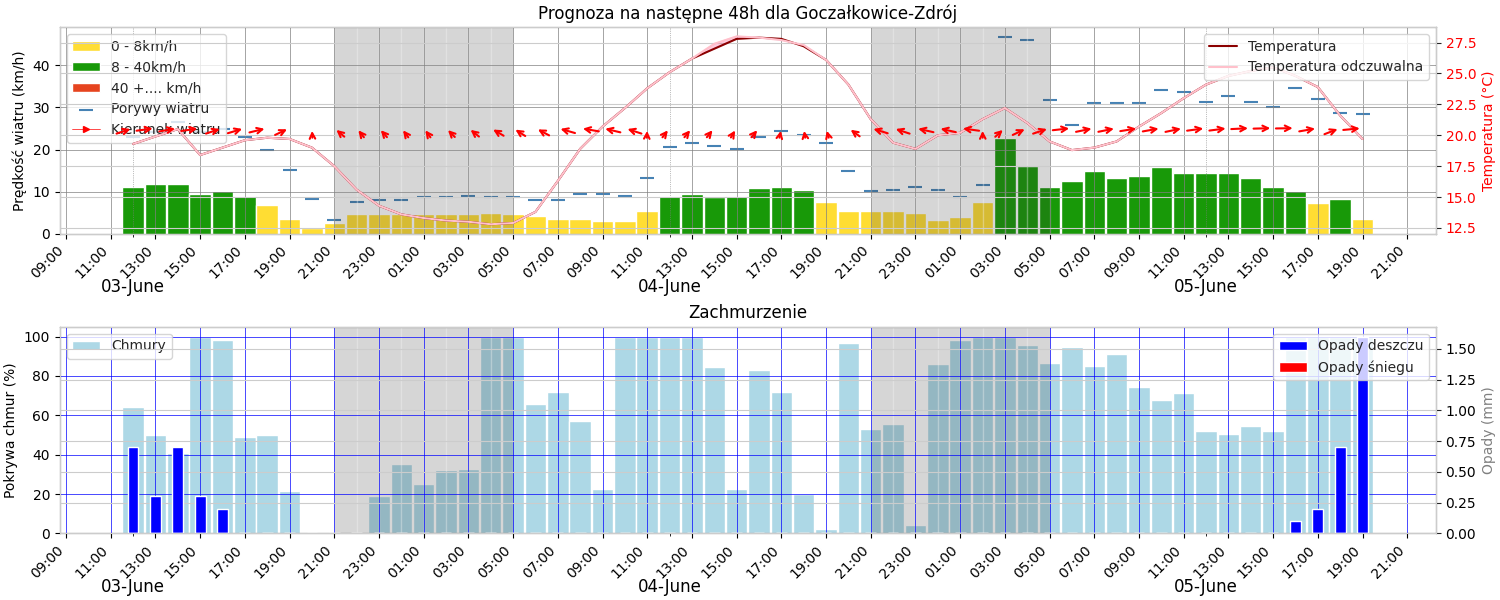 Prognoza na następne 48h dla Goczałkowice-Zdrój
Prędkość wiatru (km/h)
0 10 20 30 40
0 - 8km/h
8 - 40km/h
40 +.... km/h
Porywy wiatru
Kierunek wiatru
Temperatura
Temperatura odczuwalna
12.5 15.0 17.5 20.0 22.5 25.0 27.5
Temperatura (°C)
09:00 11:00 13:00 15:00 17:00 19:00 21:00 23:00 01:00 03:00 05:00 07:00 09:00 11:00 13:00 15:00 17:00 19:00 21:00 23:00 01:00 03:00 05:00 07:00 09:00 11:00 13:00 15:00 17:00 19:00 21:00
03-June 04-June 05-June
Zachmurzenie
Pokrywa chmur (%)
0 20 40 60 80 100
Chmury
Opady deszczu
Opady śniegu
0.00 0.25 0.50 0.75 1.00 1.25 1.50
Opady (mm)
09:00 11:00 13:00 15:00 17:00 19:00 21:00 23:00 01:00 03:00 05:00 07:00 09:00 11:00 13:00 15:00 17:00 19:00 21:00 23:00 01:00 03:00 05:00 07:00 09:00 11:00 13:00 15:00 17:00 19:00 21:00
03-June 04-June 05-June